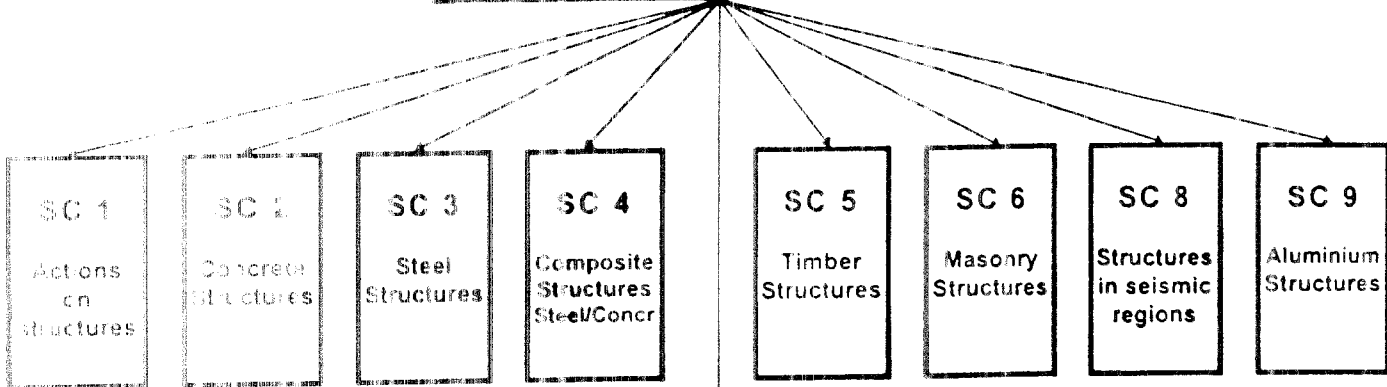 SC 1
Actions
on
structures
SC 2
Concrete
Structures
SC 3
Steel
Structures
SC 4
Composite
Structures
Steel/Concr
SC 5
Timber
Structures
SC 6
Masonry
Structures
SC 8
Structures
in seismic
regions
SC 9
Aluminium
Structures